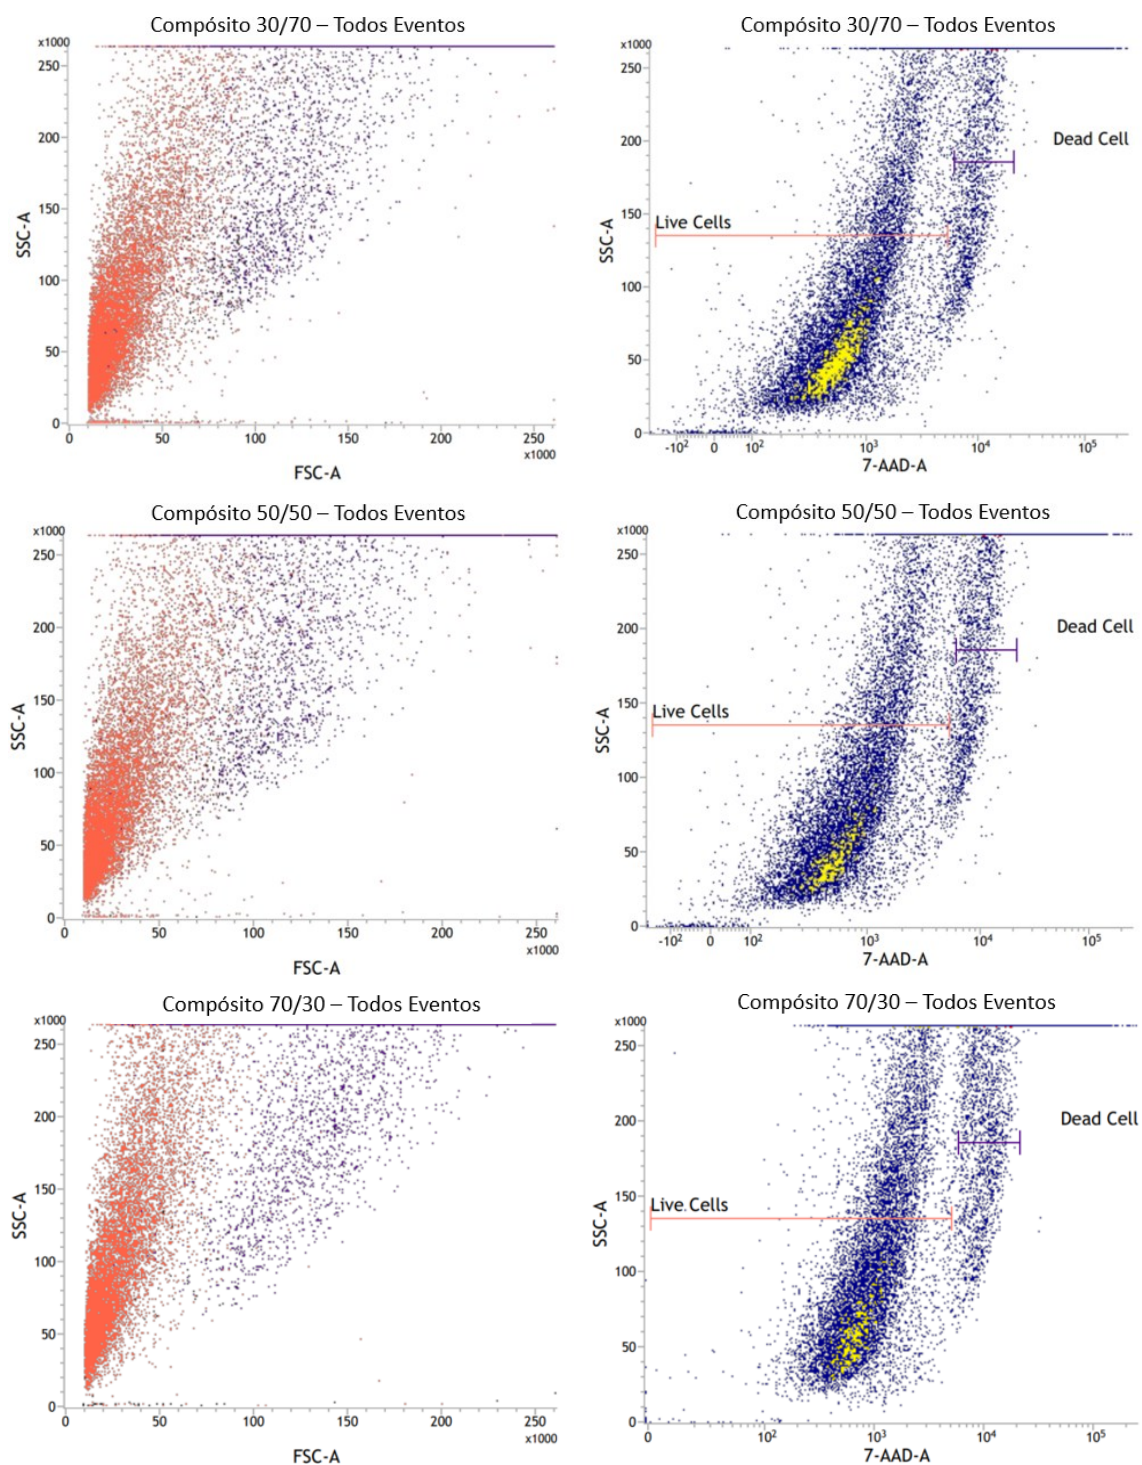 Compósito 30/70 – Todos Eventos
x1000
250
200
150
100
50
0
SSC-A
0 50 100 150 200 250
x1000
FSC-A
Compósito 30/70 – Todos Eventos
x1000
250
200
150
100
50
0
SSC-A
Dead Cell
Live Cells
-10² 0 10² 10³ 10⁴ 10⁵
7-AAD-A
Compósito 50/50 – Todos Eventos
x1000
250
200
150
100
50
0
SSC-A
0 50 100 150 200 250
x1000
FSC-A
Compósito 50/50 – Todos Eventos
x1000
250
200
150
100
50
0
SSC-A
Dead Cell
Live Cells
-10² 0 10² 10³ 10⁴ 10⁵
7-AAD-A
Compósito 70/30 – Todos Eventos
x1000
250
200
150
100
50
0
SSC-A
0 50 100 150 200 250
x1000
FSC-A
Compósito 70/30 – Todos Eventos
x1000
250
200
150
100
50
0
SSC-A
Dead Cell
Live Cells
0 10² 10³ 10⁴ 10⁵
7-AAD-A